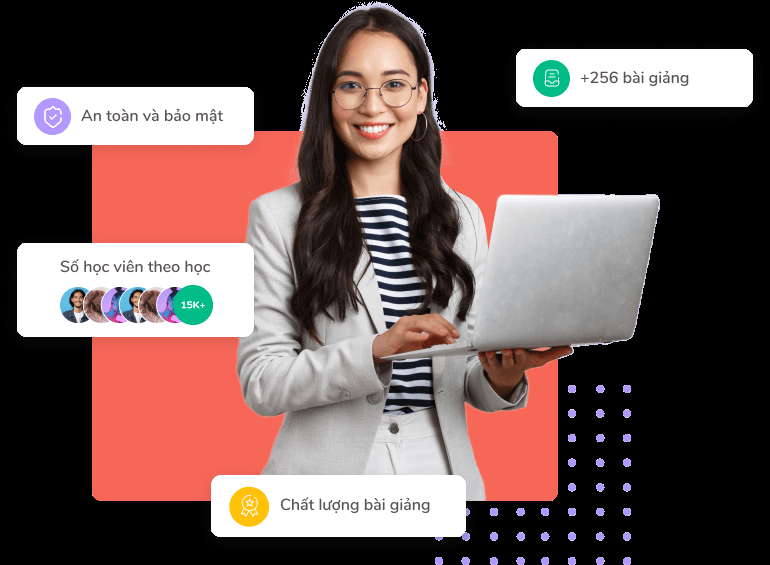 +256 bài giảng
An toàn và bảo mật
Số học viên theo học
15K+
Chất lượng bài giảng